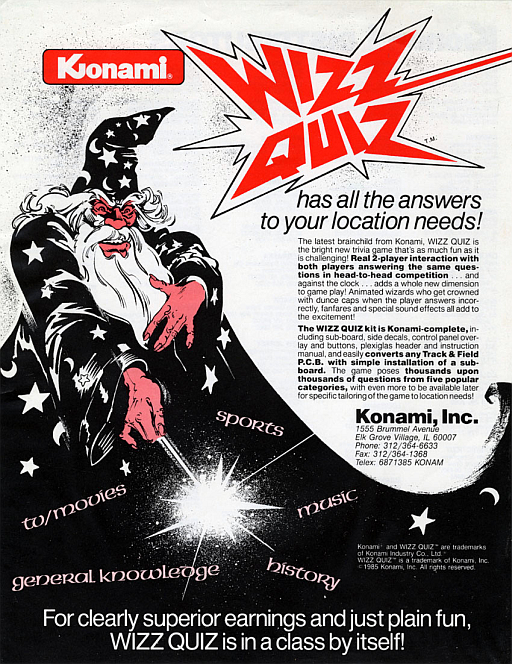 Konami®
WIZZ
QUIZ T.M.
has all the answers
to your location needs!
The latest brainchild from Konami, WIZZ QUIZ is
the bright new trivia game that's as much fun as it
is challenging! Real 2-player interaction with
both players answering the same ques-
tions in head-to-head competition . . . and
against the clock . . . adds a whole new dimension
to game play! Animated wizards who get crowned
with dunce caps when the player answers incor-
rectly, fanfares and special sound effects all add to
the excitement!
The WIZZ QUIZ kit is Konami-complete, in-
cluding sub-board, side decals, control panel over-
lay and buttons, plexiglas header and instruction
manual, and easily converts any Track & Field
P.C.B. with simple installation of a sub-
board. The game poses thousands upon
thousands of questions from five popular
categories, with even more to be available later
for specific tailoring of the game to location needs!
Konami, Inc.
1555 Brummel Avenue
Elk Grove Village, IL 60007
Phone: 312/364-6633
Fax: 312/364-1368
Telex: 6871385 KONAM
sports
tv/movies
music
general knowledge
history
Konami® and WIZZ QUIZ™ are trademarks
of Konami Industry Co., Ltd.
WIZZ QUIZ™ is a trademark of Konami, Inc.
©1985 Konami, Inc. All rights reserved.
For clearly superior earnings and just plain fun,
WIZZ QUIZ is in a class by itself!